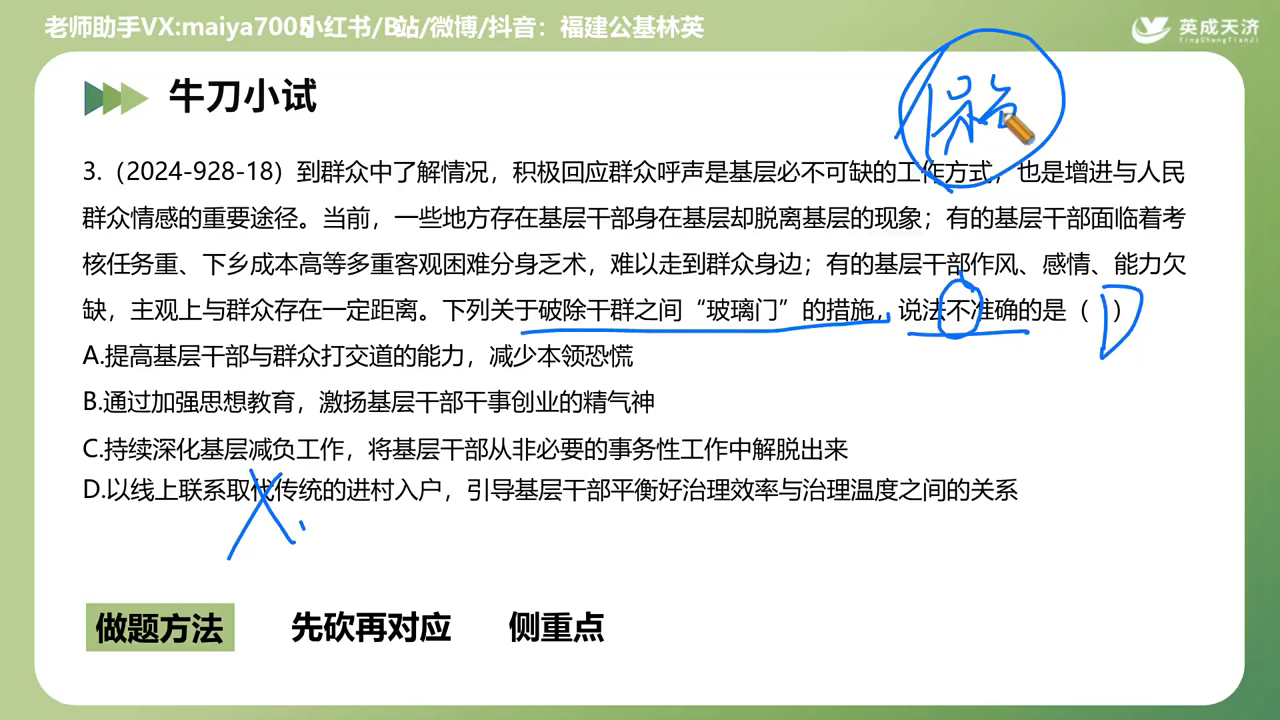 老师助手VX:maiya7005小红书/B站/微博/抖音：福建公基林英
英成天济
YingChengTianJi
牛刀小试
3.（2024-928-18）到群众中了解情况，积极回应群众呼声是基层必不可缺的工作方式，也是增进与人民
群众情感的重要途径。当前，一些地方存在基层干部身在基层却脱离基层的现象；有的基层干部面临着考
核任务重、下乡成本高等多重客观困难分身乏术，难以走到群众身边；有的基层干部作风、感情、能力欠
缺，主观上与群众存在一定距离。下列关于破除干群之间“玻璃门”的措施，说法不准确的是（ ）
D
A.提高基层干部与群众打交道的能力，减少本领恐慌
B.通过加强思想教育，激扬基层干部干事创业的精气神
C.持续深化基层减负工作，将基层干部从非必要的事务性工作中解脱出来
D.以线上联系取代传统的进村入户，引导基层干部平衡好治理效率与治理温度之间的关系
做题方法 先砍再对应 侧重点